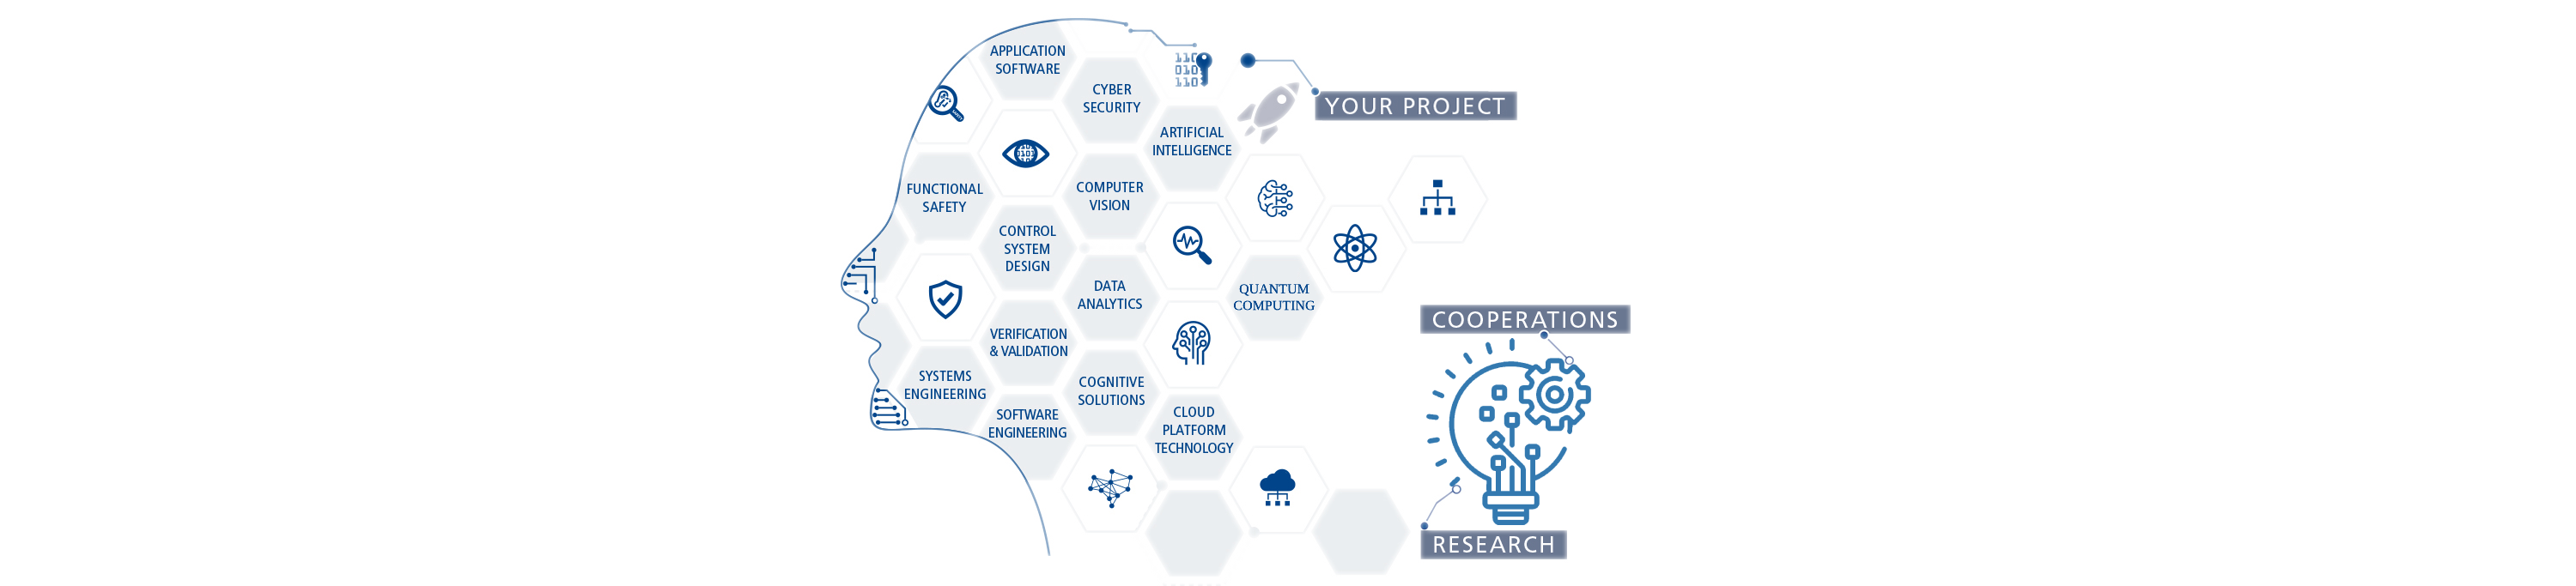 APPLICATION
SOFTWARE
CYBER
SECURITY
110
010
110
YOUR PROJECT
ARTIFICIAL
INTELLIGENCE
FUNCTIONAL
SAFETY
COMPUTER
VISION
CONTROL
SYSTEM
DESIGN
DATA
ANALYTICS
QUANTUM
COMPUTING
VERIFICATION
& VALIDATION
COOPERATIONS
SYSTEMS
ENGINEERING
COGNITIVE
SOLUTIONS
SOFTWARE
ENGINEERING
CLOUD
PLATFORM
TECHNOLOGY
RESEARCH